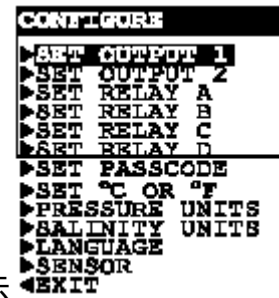 CONFIGURE
▶SET OUTPUT 1
▶SET OUTPUT 2
▶SET RELAY A
▶SET RELAY B
▶SET RELAY C
▶SET RELAY D
▶SET PASSCODE
▶SET °C OR °F
▶PRESSURE UNITS
▶SALINITY UNITS
▶LANGUAGE
▶SENSOR
◀EXIT